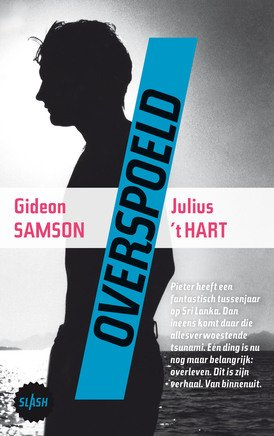 OVERSPOELD
Gideon
SAMSON
Julius
't HART
Pieter heeft een
fantastisch tussenjaar
op Sri Lanka. Dan
ineens komt daar die
allesverwoestende
tsunami. Eén ding is nu
nog maar belangrijk:
overleven. Dit is zijn
verhaal. Van binnenuit.
SLASH